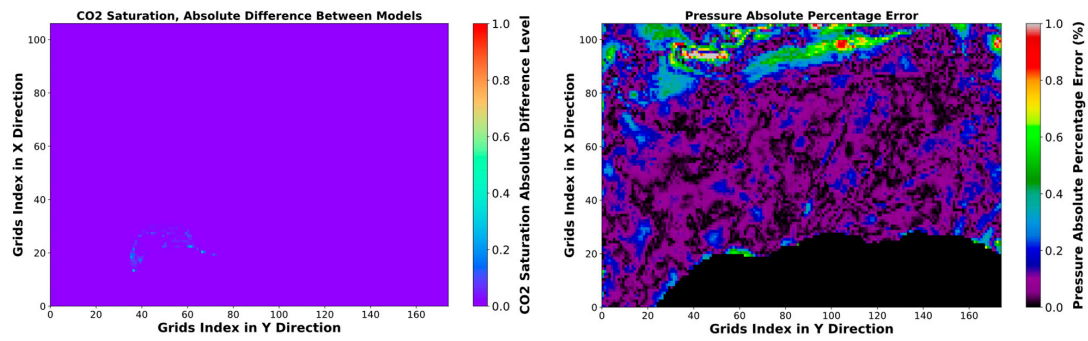 CO2 Saturation, Absolute Difference Between Models
Grids Index in X Direction
100
80
60
40
20
0
0 20 40 60 80 100 120 140 160
Grids Index in Y Direction
1.0
0.8
0.6
0.4
0.2
0.0
CO2 Saturation Absolute Difference Level
Pressure Absolute Percentage Error
Grids Index in X Direction
100
80
60
40
20
0
0 20 40 60 80 100 120 140 160
Grids Index in Y Direction
1.0
0.8
0.6
0.4
0.2
0.0
Pressure Absolute Percentage Error (%)